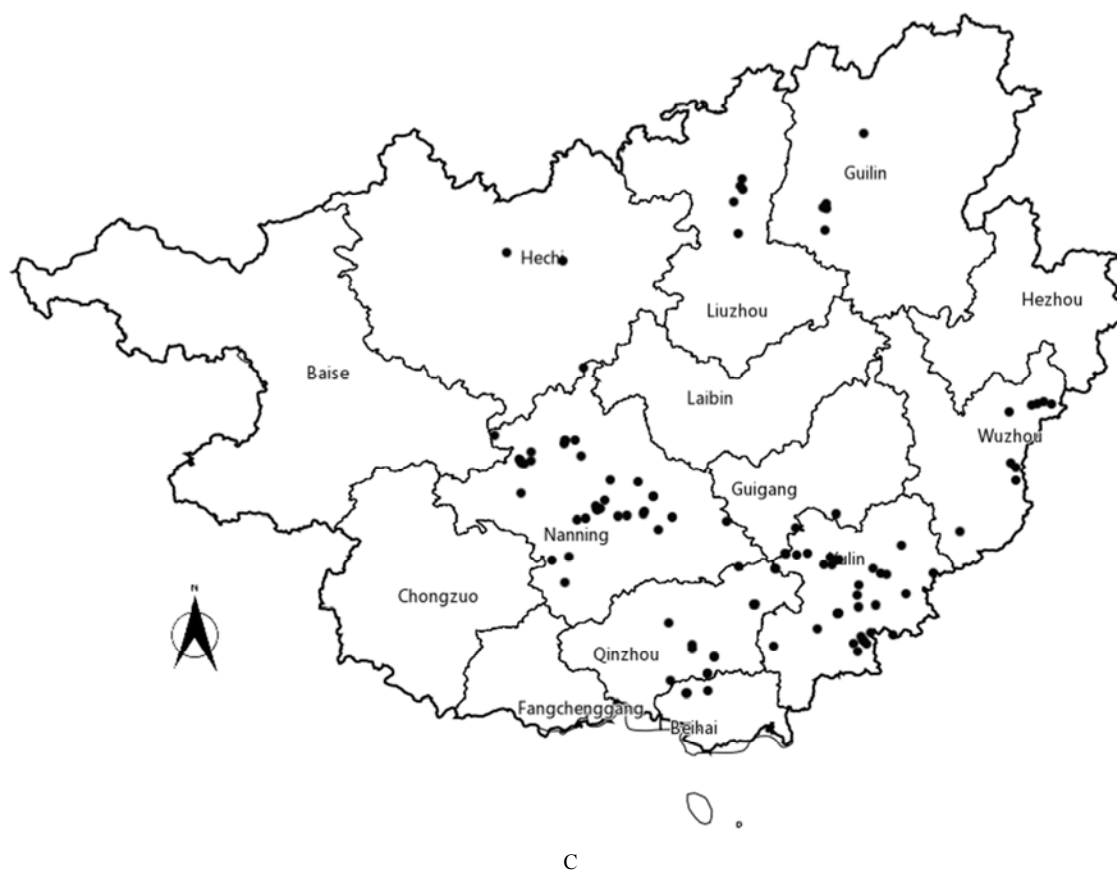 Guilin
Hechi
Liuzhou
Hezhou
Baise
Laibin
Wuzhou
Guigang
Nanning
Yulin
Chongzuo
N
Qinzhou
Fangchenggang
Beihai
C